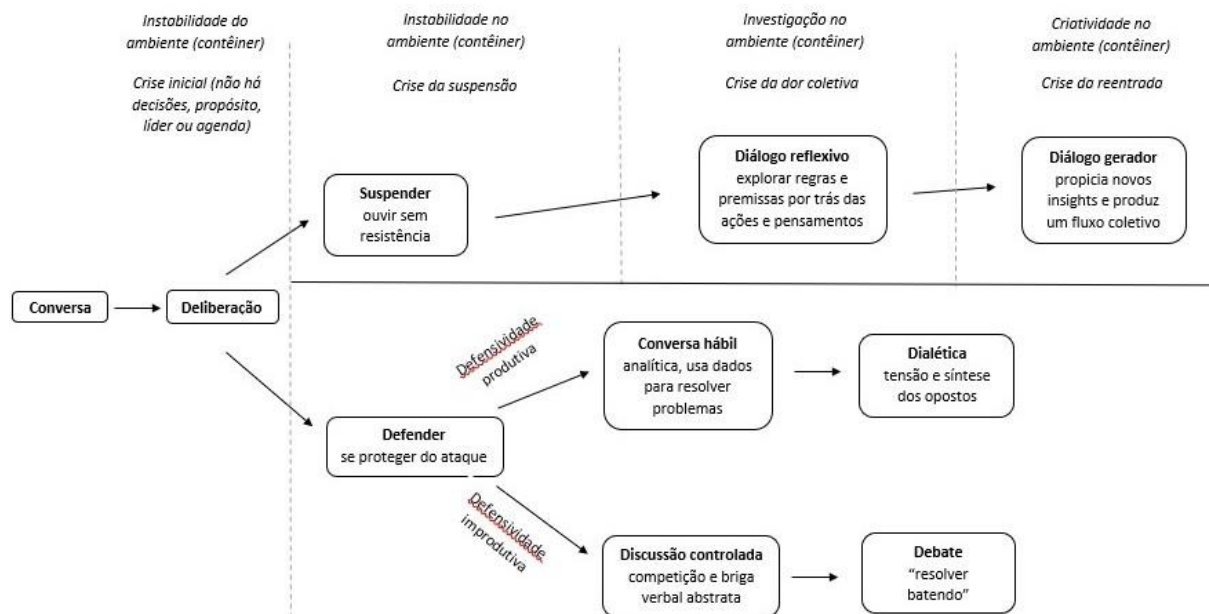 Instabilidade do
ambiente (contêiner)
Crise inicial (não há
decisões, propósito,
líder ou agenda)
Instabilidade no
ambiente (contêiner)
Crise da suspensão
Investigação no
ambiente (contêiner)
Crise da dor coletiva
Criatividade no
ambiente (contêiner)
Crise da reentrada
Suspender
ouvir sem
resistência
Diálogo reflexivo
explorar regras e
premissas por trás das
ações e pensamentos
Diálogo gerador
propicia novos
insights e produz
um fluxo coletivo
Conversa
Deliberação
Defensividade
produtiva
Conversa hábil
analítica, usa dados
para resolver
problemas
Dialética
tensão e síntese
dos opostos
Defender
se proteger do ataque
Defensividade
improdutiva
Discussão controlada
competição e briga
verbal abstrata
Debate
“resolver
batendo”